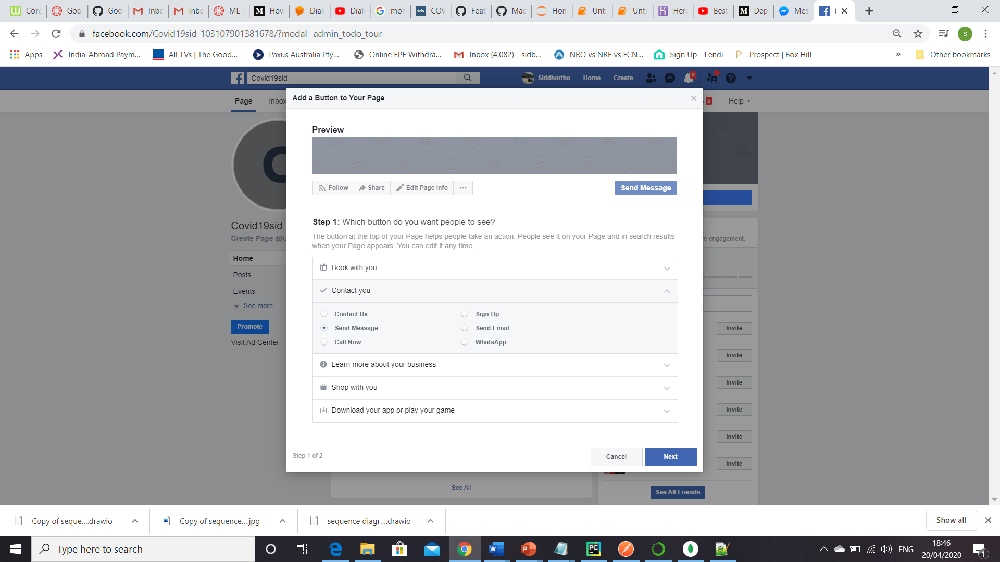 Corc
Goo
Goo
Inbc
Inbc
ML
How
Dial
Dial
mor
COV
Feat
Mac
Hon
Unti
Unti
Herc
Best
Dep
Mes
facebook.com/Covid19sid-103107901381678/?modal=admin_todo_tour
s
Apps
India-Abroad Paym...
All TVs | The Good...
Paxus Australia Pty...
Online EPF Withdra...
Inbox (4,082) - sidb...
NRO vs NRE vs FCN...
Sign Up - Lendi
Prospect | Box Hill
»
Other bookmarks
Covid19sid
Siddhartha
Home
Create
3
Page
Inbox
5
Help
Add a Button to Your Page
Preview
Follow
Share
Edit Page Info
Send Message
Covid19sid
Create Page @U
Home
Posts
Events
See more
Promote
Visit Ad Center
Step 1: Which button do you want people to see?
The button at the top of your Page helps people take an action. People see it on your Page and in search results
when your Page appears. You can edit it any time.
Book with you
Contact you
Contact Us
Sign Up
Send Message
Send Email
Call Now
WhatsApp
Learn more about your business
Shop with you
Download your app or play your game
Step 1 of 2
Cancel
Next
e engagement.
Invite
Invite
Invite
Invite
Invite
Invite
See All
See All Friends
Copy of seque....drawio
Copy of sequence....jpg
sequence diagr....drawio
Show all
Type here to search
ENG
18:46
20/04/2020
1